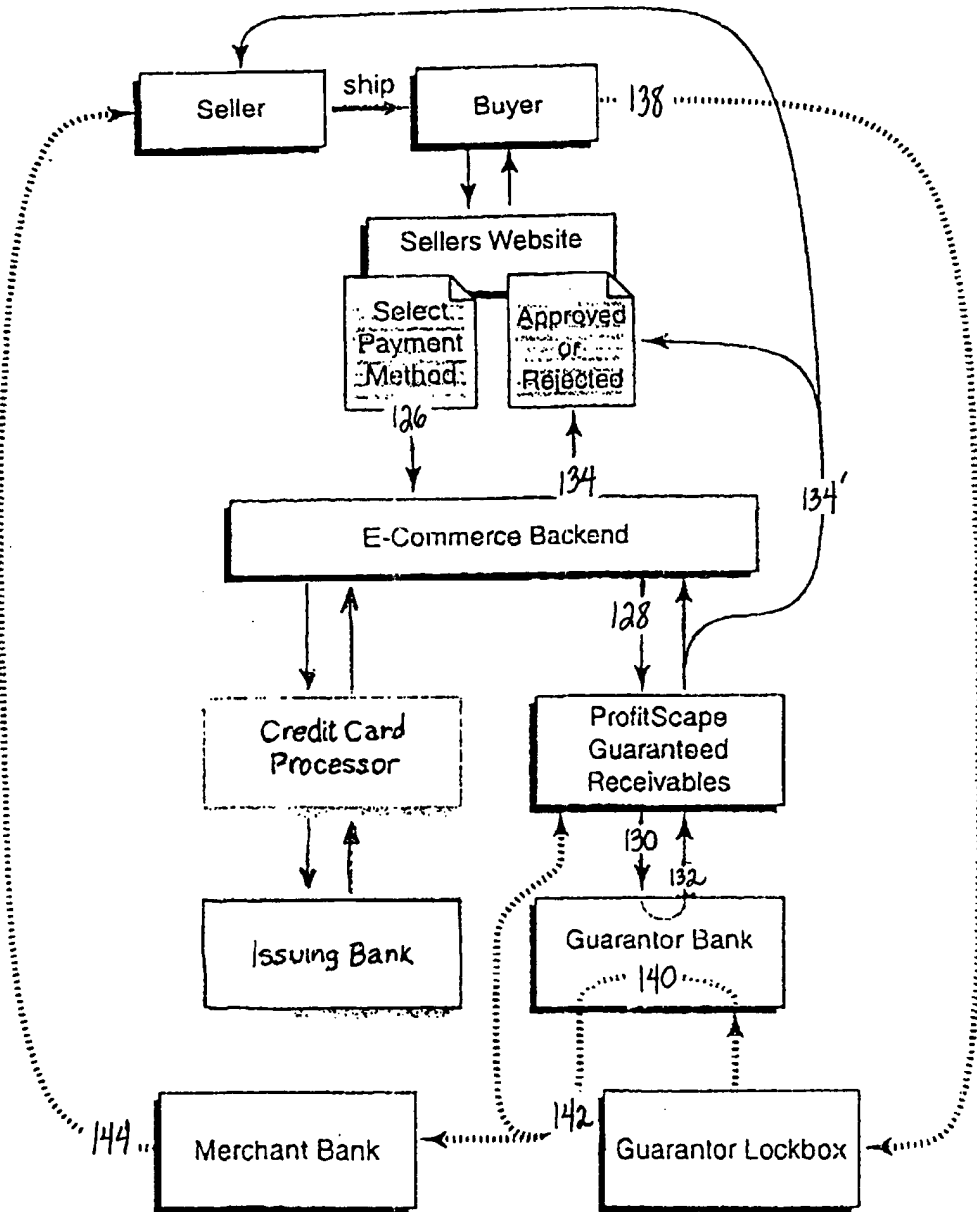 ship
Seller
Buyer
138
Sellers Website
Select
Payment
Method
Approved
or
Rejected
126
134
134'
E-Commerce Backend
128
Credit Card
Processor
ProfitScape
Guaranteed
Receivables
130
132
Issuing Bank
Guarantor Bank
140
142
144
Merchant Bank
Guarantor Lockbox